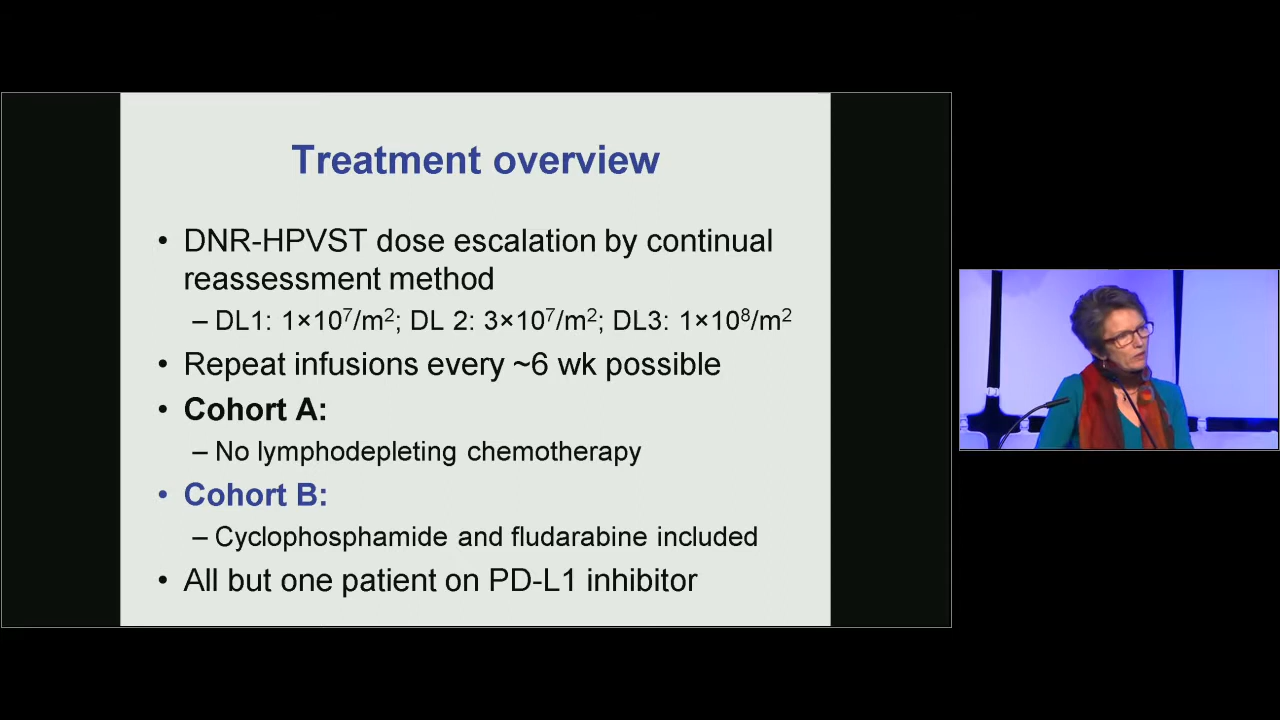 Treatment overview
• DNR-HPVST dose escalation by continual
reassessment method
– DL1: 1×10⁷/m²; DL 2: 3×10⁷/m²; DL3: 1×10⁸/m²
• Repeat infusions every ~6 wk possible
• Cohort A:
– No lymphodepleting chemotherapy
• Cohort B:
– Cyclophosphamide and fludarabine included
• All but one patient on PD-L1 inhibitor